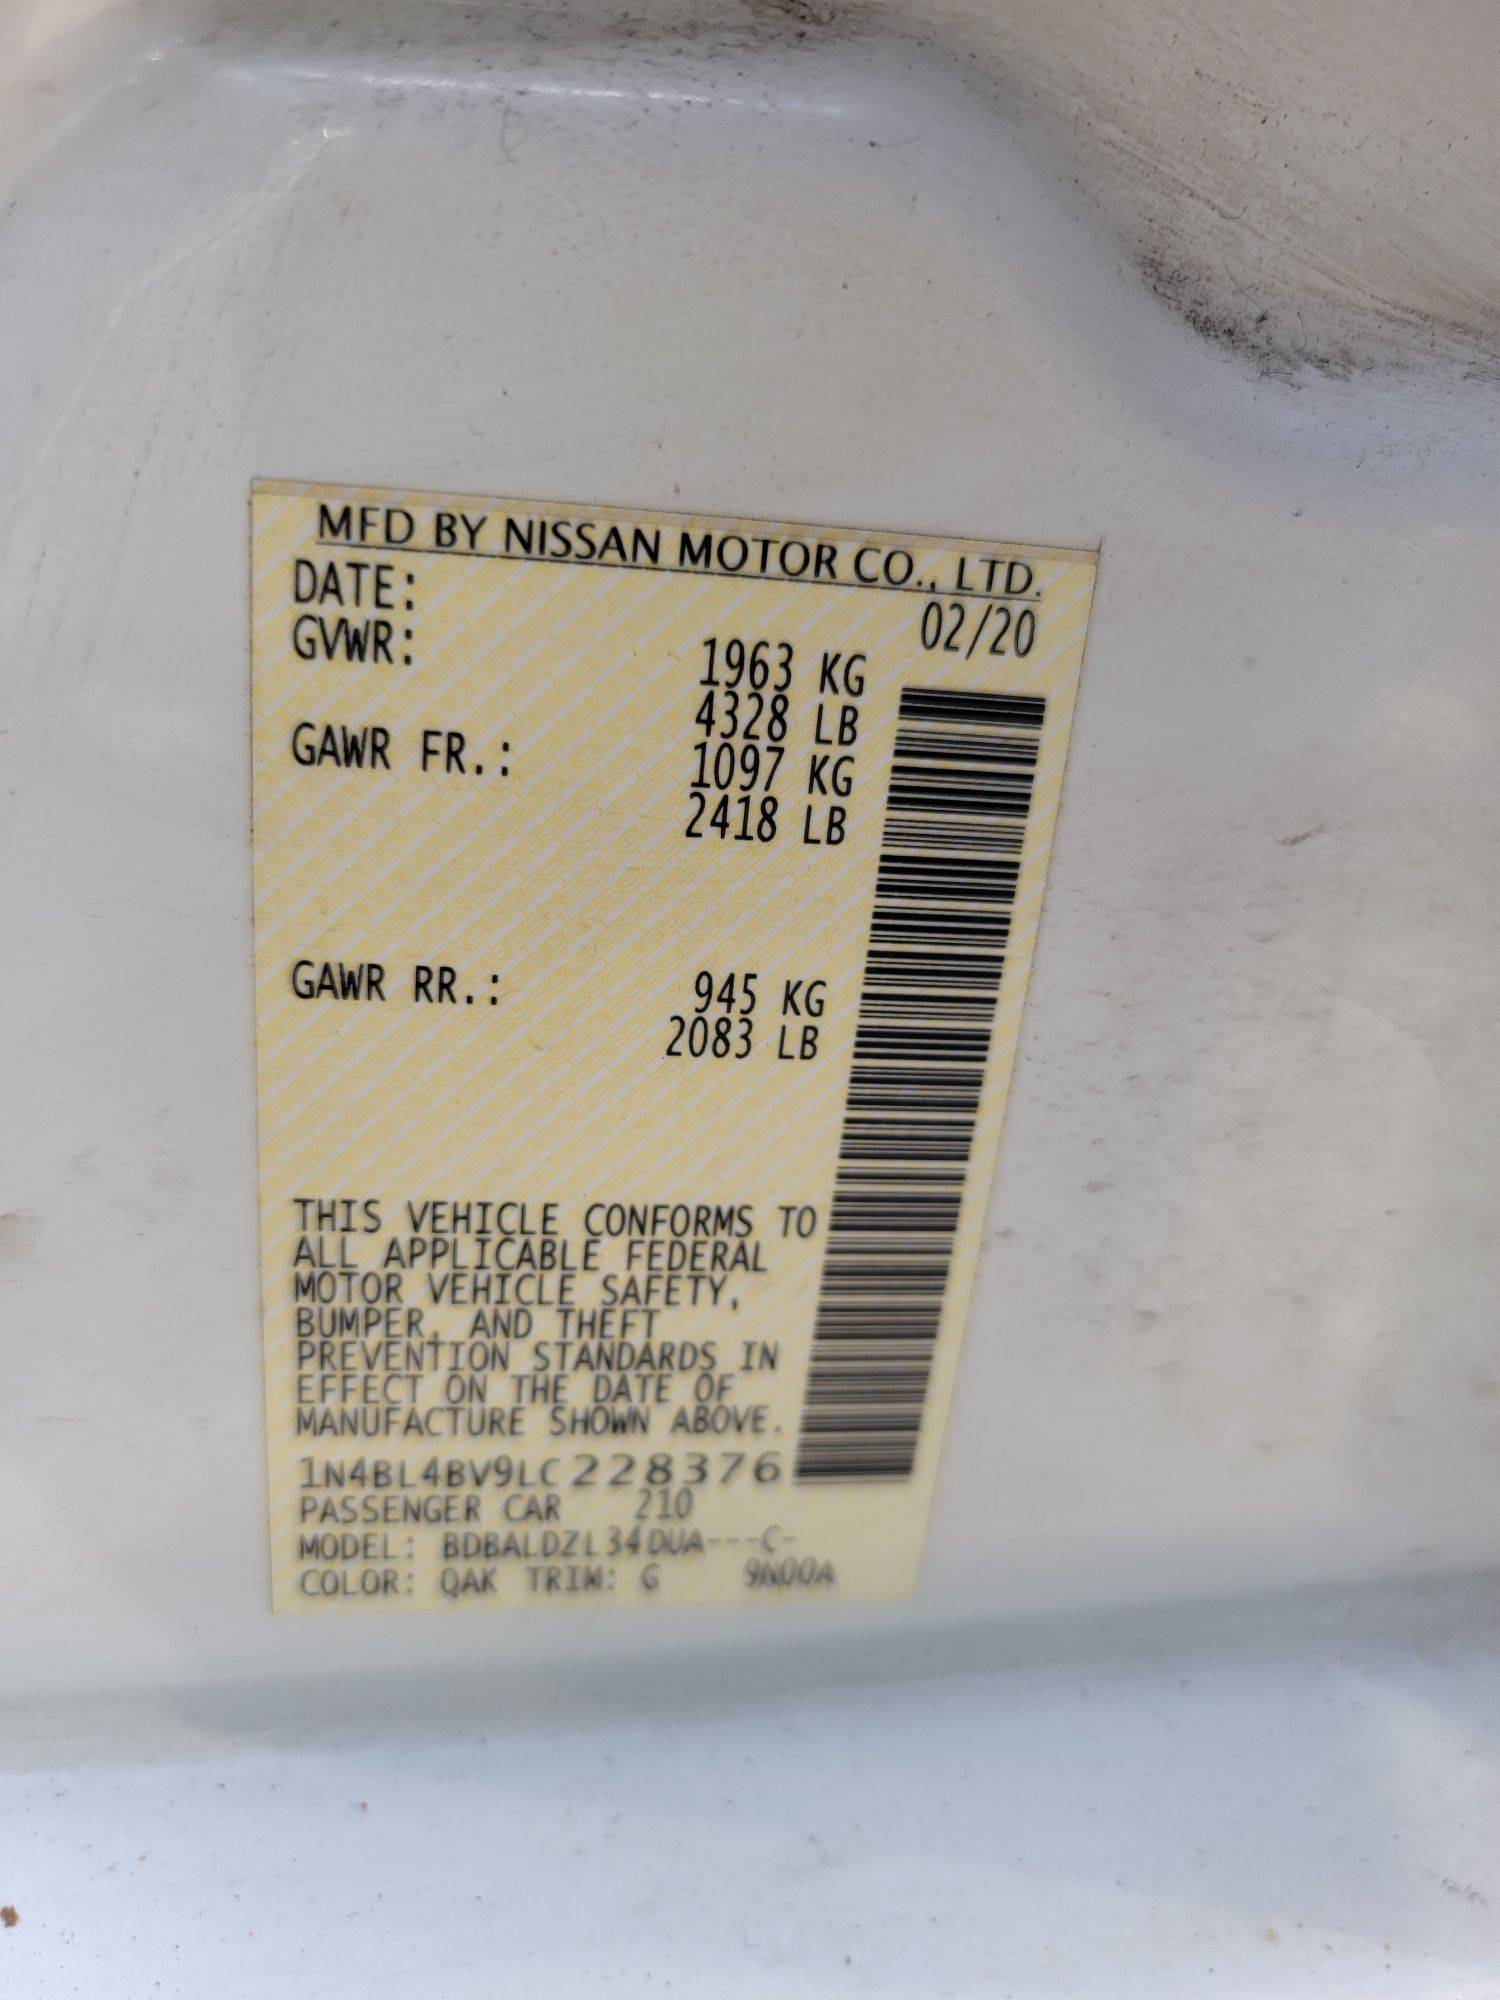 MFD BY NISSAN MOTOR CO., LTD.
DATE: 02/20
GVWR: 1963 KG
4328 LB
GAWR FR.: 1097 KG
2418 LB
GAWR RR.: 945 KG
2083 LB
THIS VEHICLE CONFORMS TO
ALL APPLICABLE FEDERAL
MOTOR VEHICLE SAFETY,
BUMPER, AND THEFT
PREVENTION STANDARDS IN
EFFECT ON THE DATE OF
MANUFACTURE SHOWN ABOVE.
1N4BL4BV9LC228376
PASSENGER CAR 210
MODEL: BDBALDZL34DUA---C-
COLOR: QAK TRIM: G 9N00A